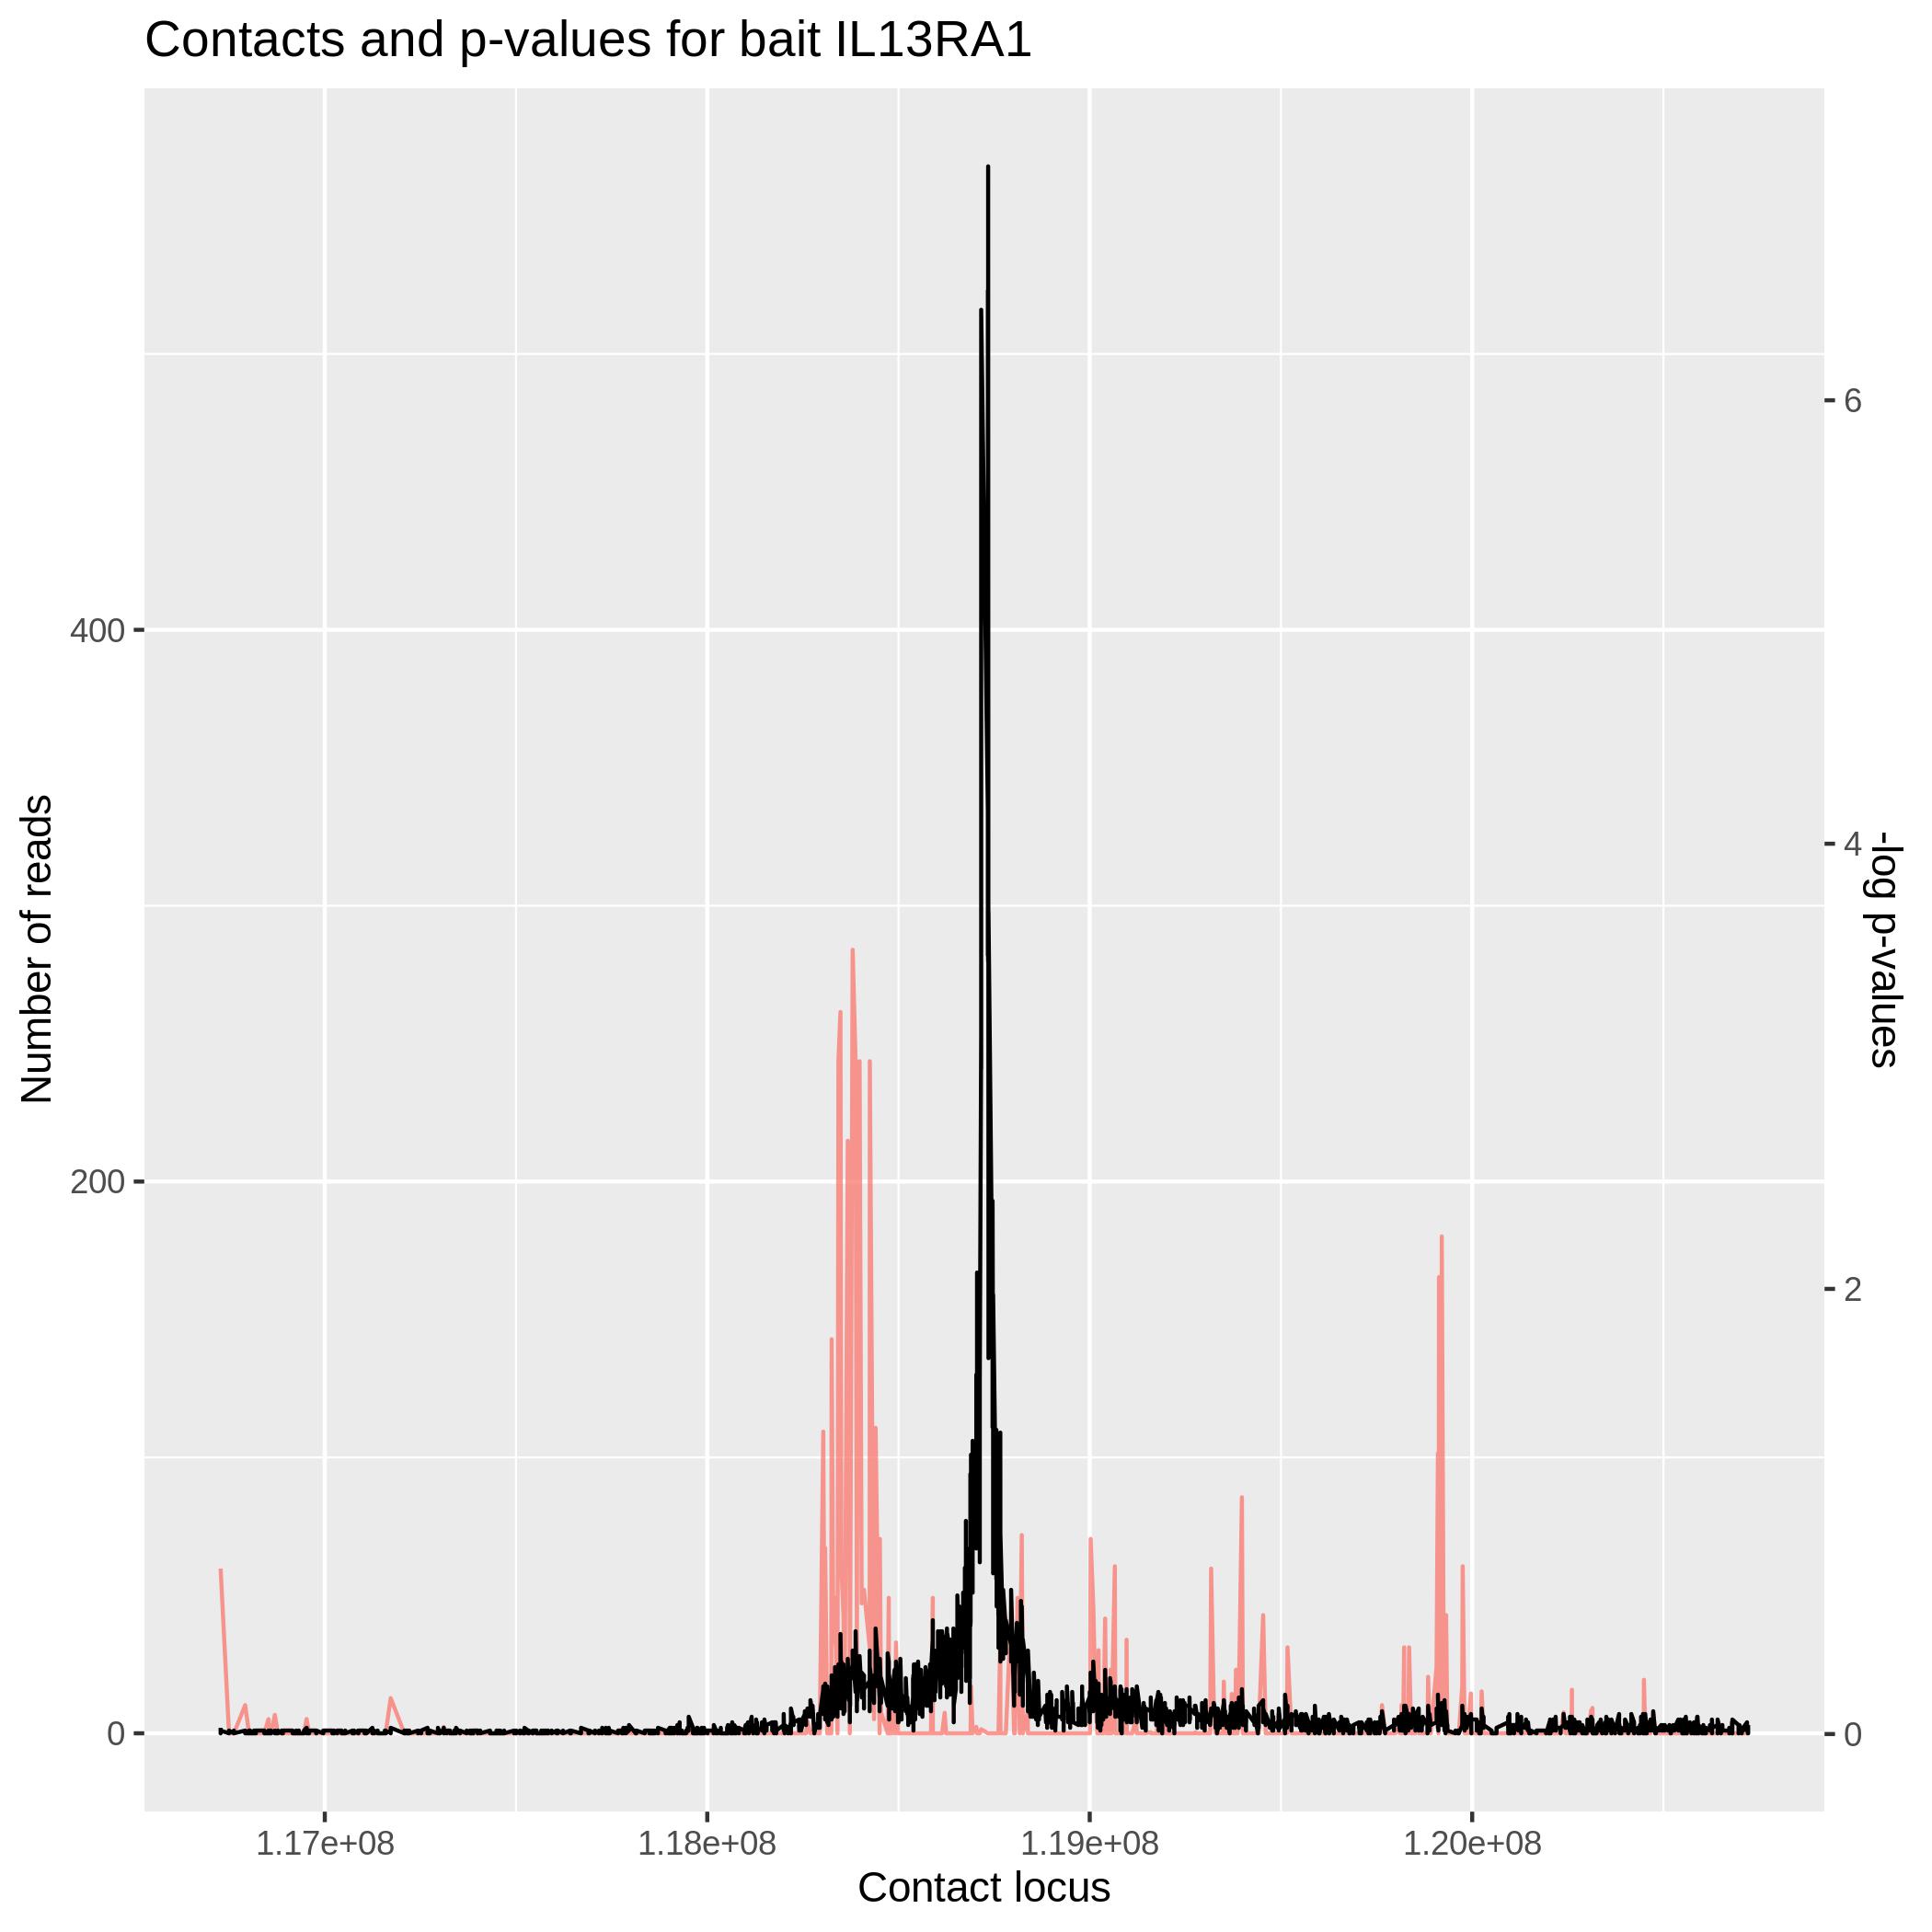 Contacts and p-values for bait IL13RA1
Number of reads
400
200
0
6
4
2
0
-log p-values
1.17e+08
1.18e+08
1.19e+08
1.20e+08
Contact locus